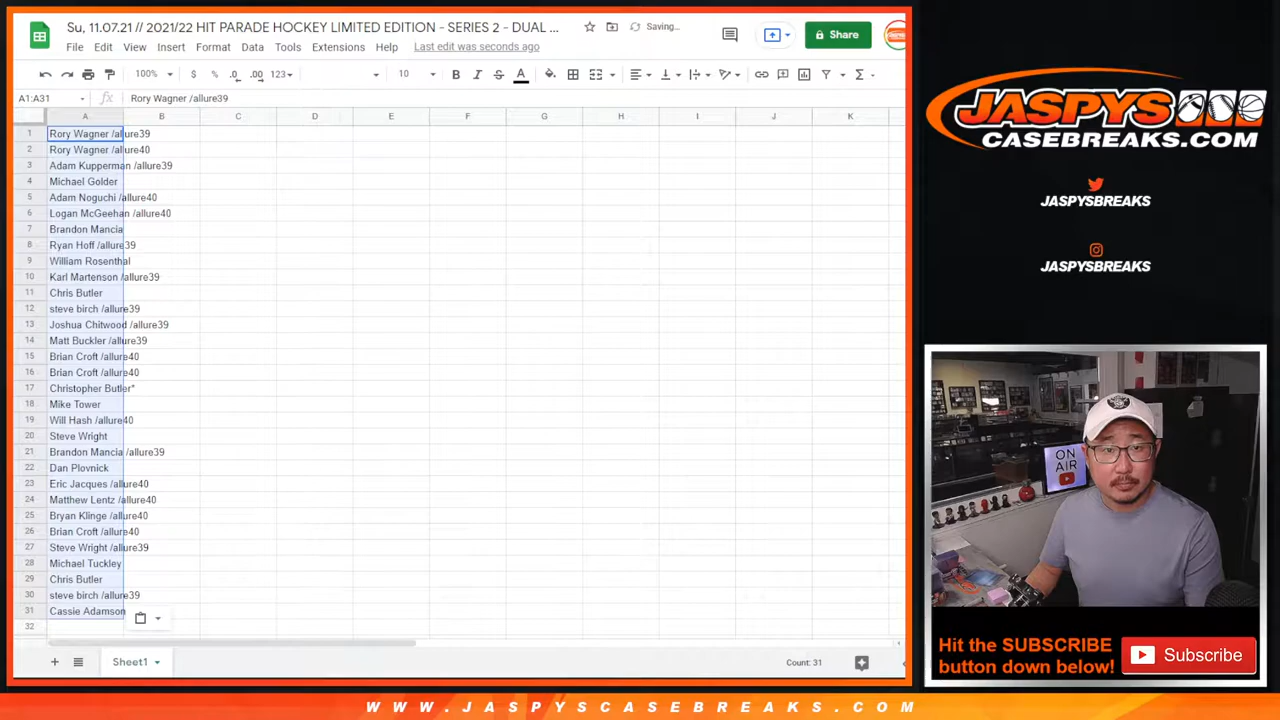 Su, 11.07.21 // 2021/22 HIT PARADE HOCKEY LIMITED EDITION - SERIES 2 - DUAL ...
Saving...
Share
File Edit View Insert Format Data Tools Extensions Help Last edit was seconds ago
100% $ % .0 .00 123 10 B I S A
A1:A31 fx Rory Wagner /allure39
A B C D E F G H I J K
1 Rory Wagner /allure39
2 Rory Wagner /allure40
3 Adam Kupperman /allure39
4 Michael Golder
5 Adam Noguchi /allure40
6 Logan McGeehan /allure40
7 Brandon Mancia
8 Ryan Hoff /allure39
9 William Rosenthal
10 Karl Martenson /allure39
11 Chris Butler
12 steve birch /allure39
13 Joshua Chitwood /allure39
14 Matt Buckler /allure39
15 Brian Croft /allure40
16 Brian Croft /allure40
17 Christopher Butler*
18 Mike Tower
19 Will Hash /allure40
20 Steve Wright
21 Brandon Mancia /allure39
22 Dan Plovnick
23 Eric Jacques /allure40
24 Matthew Lentz /allure40
25 Bryan Klinge /allure40
26 Brian Croft /allure40
27 Steve Wright /allure39
28 Michael Tuckley
29 Chris Butler
30 steve birch /allure39
31 Cassie Adamson
32
Sheet1
Count: 31
JASPYS
CASEBREAKS.COM
JASPYSBREAKS
JASPYSBREAKS
ON
AIR
Hit the SUBSCRIBE
button down below!
Subscribe
WWW.JASPYSCASEBREAKS.COM